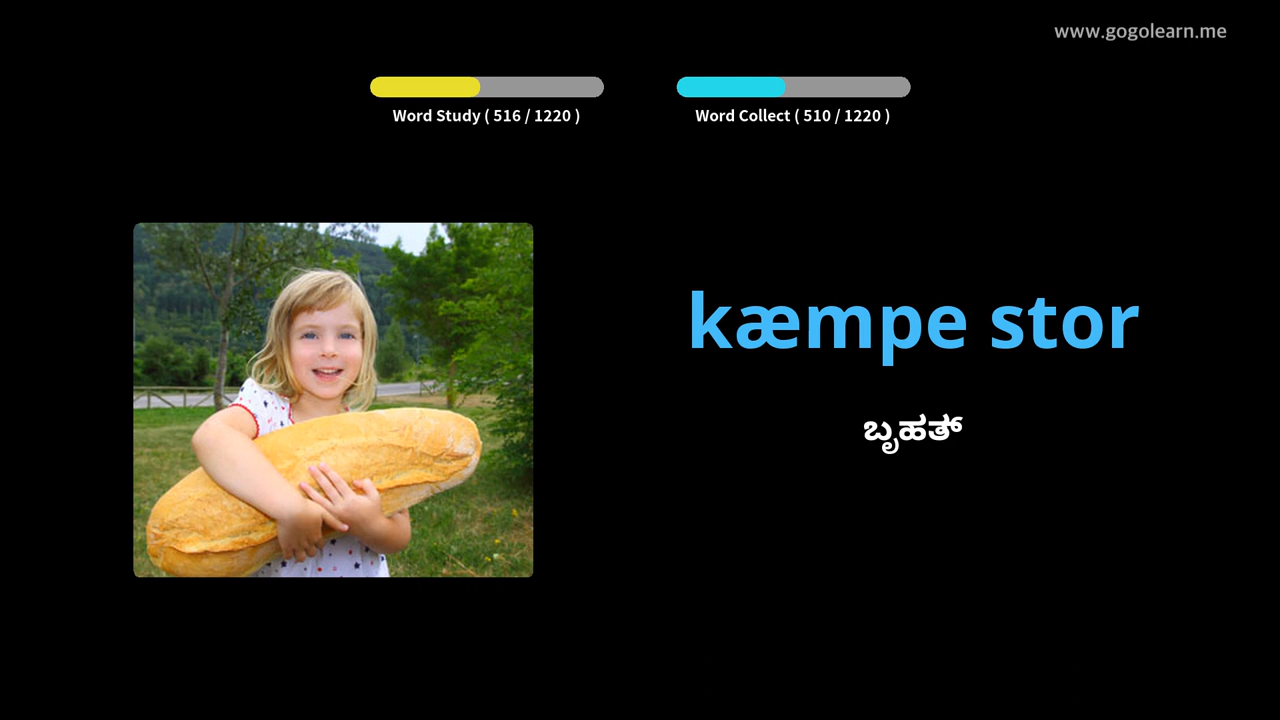 www.gogolearn.me
Word Study ( 516 / 1220 )
Word Collect ( 510 / 1220 )
kæmpe stor
ಬೃಹತ್